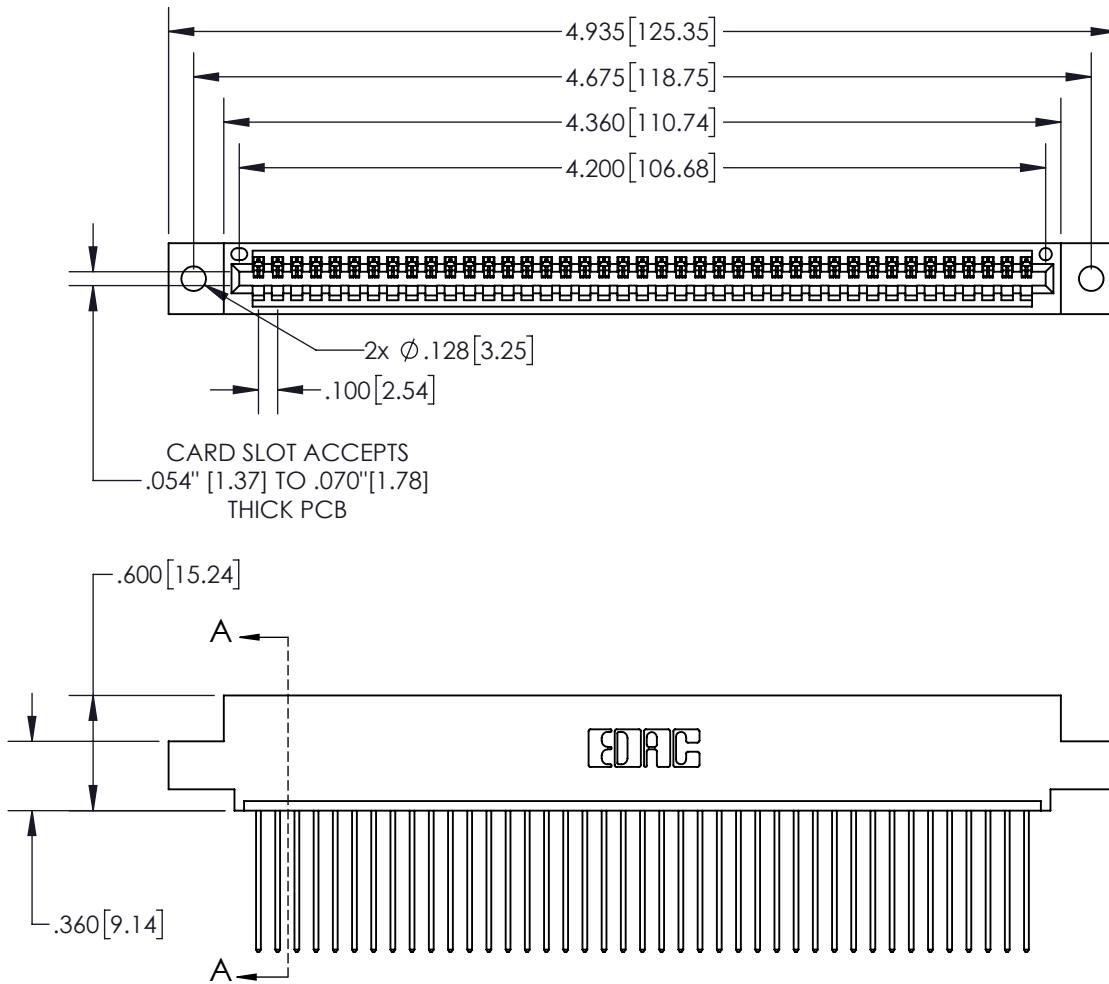 4.935[125.35]
4.675[118.75]
4.360[110.74]
4.200[106.68]
2x Ø.128[3.25]
.100[2.54]
CARD SLOT ACCEPTS
.054" [1.37] TO .070"[1.78]
THICK PCB
.600[15.24]
A
EDAC
.360[9.14]
A